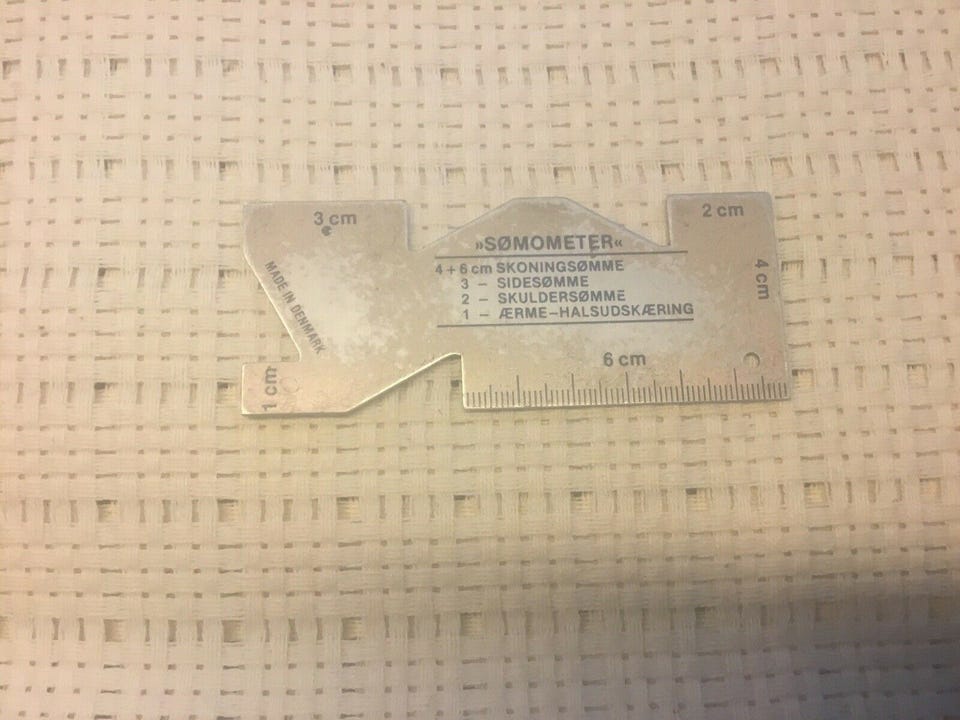 3 cm
2 cm
»SØMOMETER«
4 + 6 cm SKONINGSØMME
3 – SIDESØMME
2 – SKULDERSØMME
1 – ÆRME–HALSUDSKÆRING
4 cm
MADE IN DENMARK
6 cm
1 cm